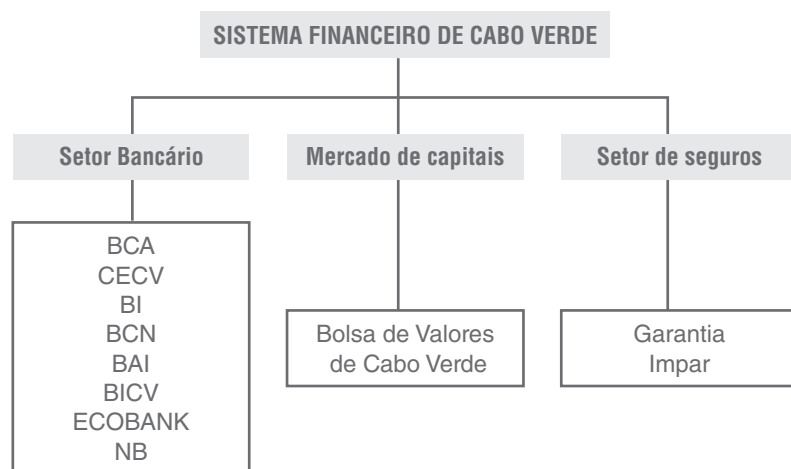 SISTEMA FINANCEIRO DE CABO VERDE
Setor Bancário
Mercado de capitais
Setor de seguros
BCA
CECV
BI
BCN
BAI
BICV
ECOBANK
NB
Bolsa de Valores
de Cabo Verde
Garantia
Impar